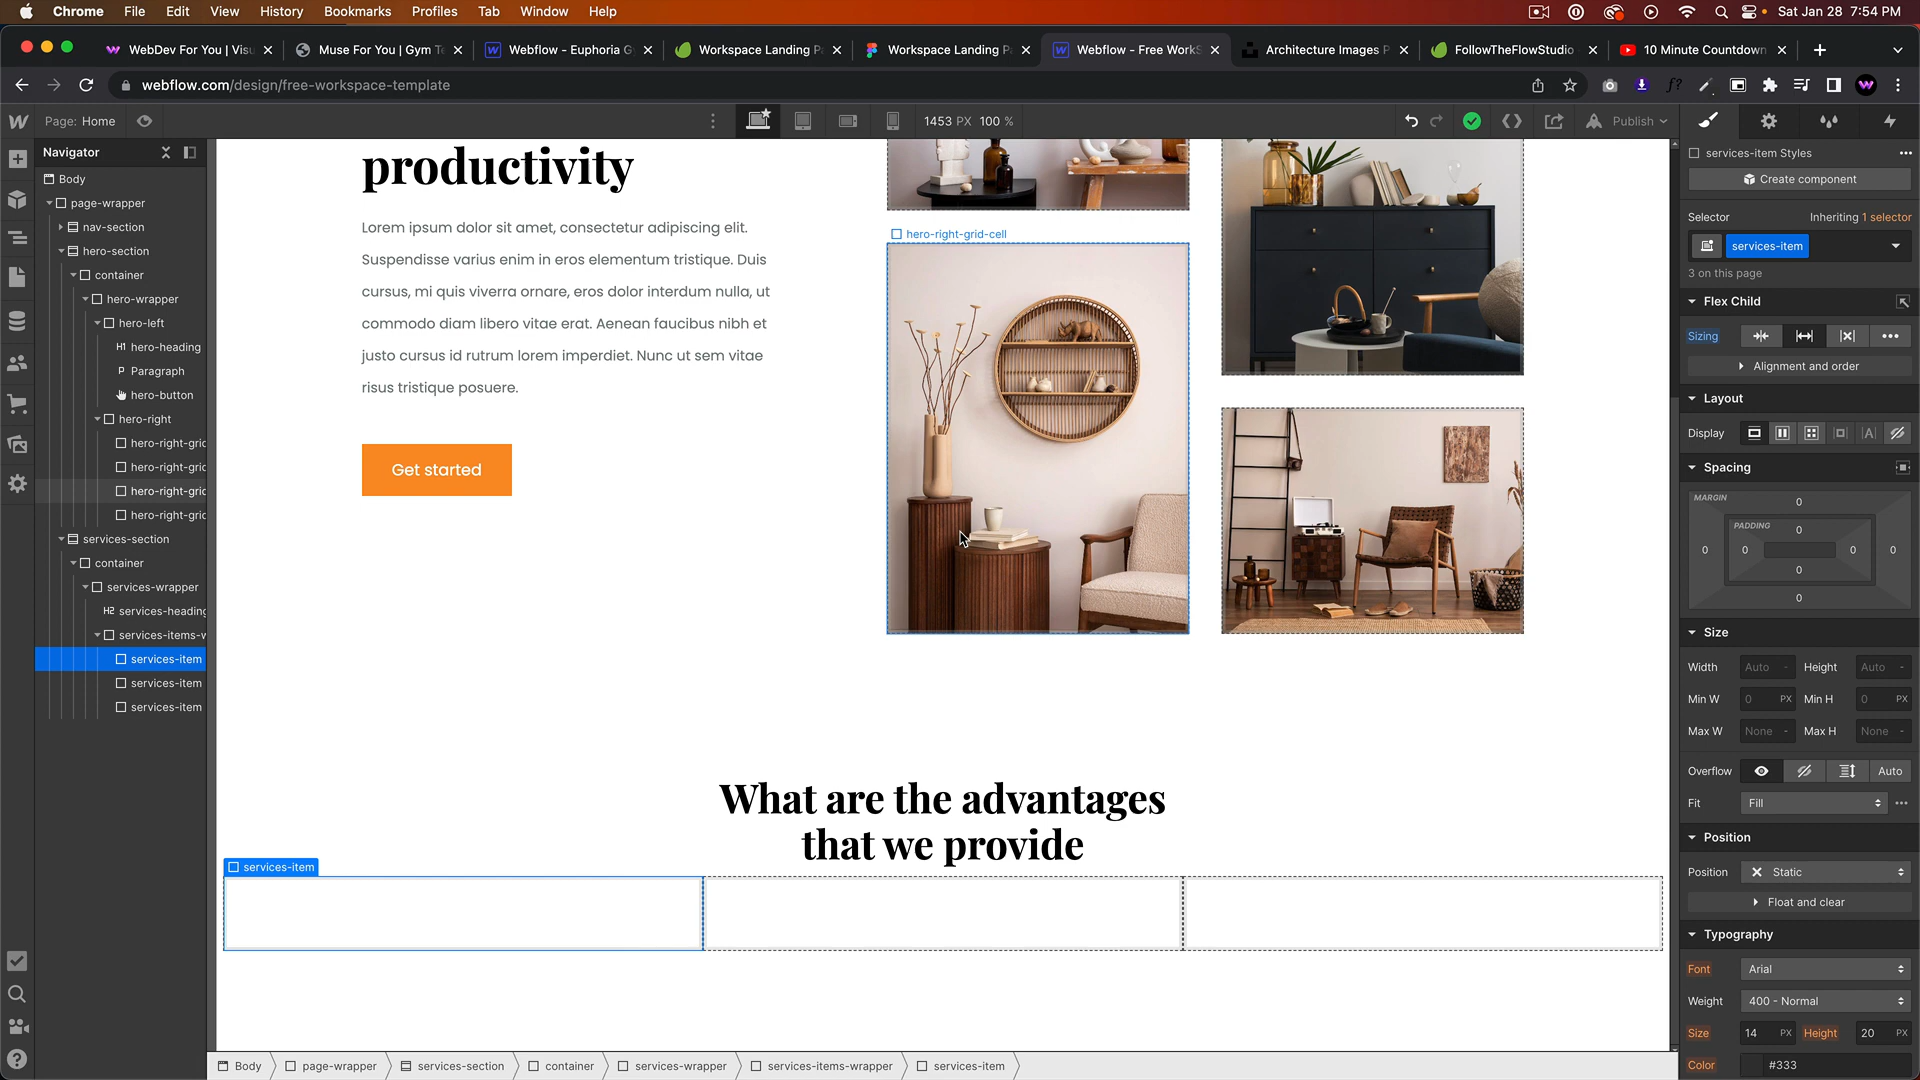 Chrome File Edit View History Bookmarks Profiles Tab Window Help
Sat Jan 28 7:54 PM
WebDev For You | Visu
Muse For You | Gym Te
Webflow - Euphoria G
Workspace Landing Pa
Workspace Landing P
Webflow - Free WorkS
Architecture Images P
FollowTheFlowStudio
10 Minute Countdown
webflow.com/design/free-workspace-template
Page: Home
1453 PX 100 %
Publish
Navigator
Body
page-wrapper
nav-section
hero-section
container
hero-wrapper
hero-left
H1 hero-heading
P Paragraph
hero-button
hero-right
hero-right-grid
hero-right-grid
hero-right-grid
hero-right-grid
services-section
container
services-wrapper
H2 services-heading
services-items-w
services-item
services-item
services-item
productivity
Lorem ipsum dolor sit amet, consectetur adipiscing elit.
Suspendisse varius enim in eros elementum tristique. Duis
cursus, mi quis viverra ornare, eros dolor interdum nulla, ut
commodo diam libero vitae erat. Aenean faucibus nibh et
justo cursus id rutrum lorem imperdiet. Nunc ut sem vitae
risus tristique posuere.
Get started
hero-right-grid-cell
What are the advantages
that we provide
services-item
Body
page-wrapper
services-section
container
services-wrapper
services-items-wrapper
services-item
services-item Styles
Create component
Selector Inheriting 1 selector
services-item
3 on this page
Flex Child
Sizing
Alignment and order
Layout
Display
Spacing
MARGIN
0
PADDING
0
0 0 0 0
0
0
Size
Width Auto - Height Auto -
Min W 0 PX Min H 0 PX
Max W None - Max H None -
Overflow Auto
Fit Fill
Position
Position Static
Float and clear
Typography
Font Arial
Weight 400 - Normal
Size 14 PX Height 20 PX
Color #333